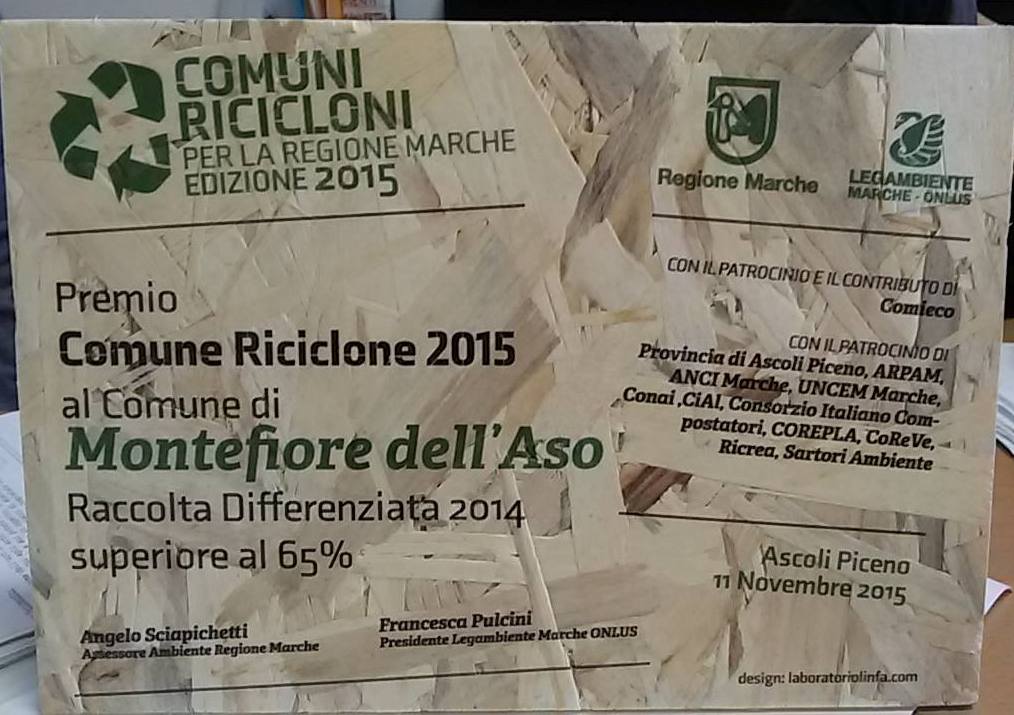 COMUNI
RICICLONI
PER LA REGIONE MARCHE
EDIZIONE 2015
Regione Marche
LEGAMBIENTE
MARCHE - ONLUS
Premio
Comune Riciclone 2015
al Comune di
Montefiore dell'Aso
Raccolta Differenziata 2014
superiore al 65%
Angelo Sciapichetti
Assessore Ambiente Regione Marche
Francesca Pulcini
Presidente Legambiente Marche ONLUS
CON IL PATROCINIO E IL CONTRIBUTO DI
Comieco
CON IL PATROCINIO DI
Provincia di Ascoli Piceno, ARPAM,
ANCI Marche, UNCEM Marche,
Conai ,CiAl, Consorzio Italiano Com-
postatori, COREPLA, CoReVe,
Ricrea, Sartori Ambiente
Ascoli Piceno
11 Novembre 2015
design: laboratoriolinfa.com